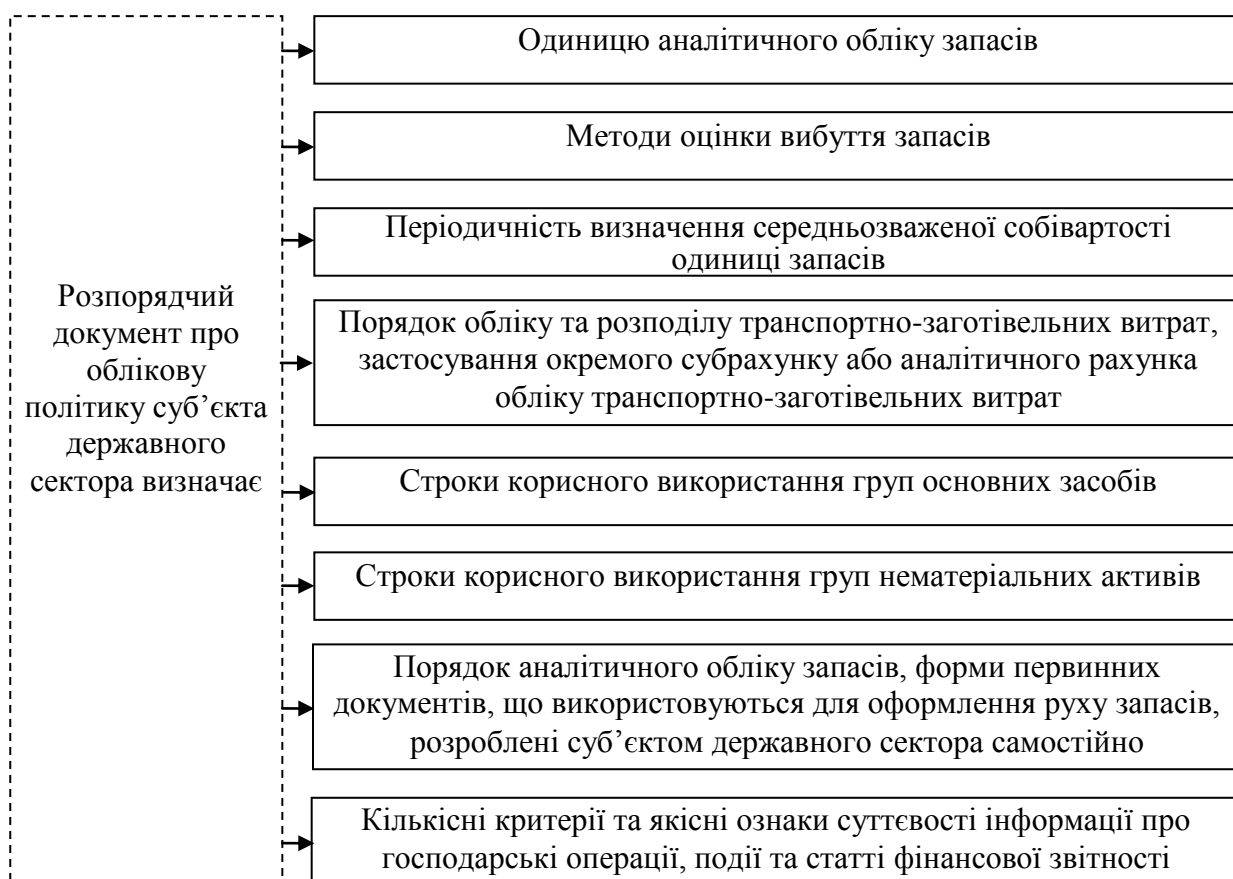 Розпорядчий
документ про
облікову
політику суб’єкта
державного
сектора визначає
Одиницю аналітичного обліку запасів
Методи оцінки вибуття запасів
Періодичність визначення середньозваженої собівартості
одиниці запасів
Порядок обліку та розподілу транспортно-заготівельних витрат,
застосування окремого субрахунку або аналітичного рахунка
обліку транспортно-заготівельних витрат
Строки корисного використання груп основних засобів
Строки корисного використання груп нематеріальних активів
Порядок аналітичного обліку запасів, форми первинних
документів, що використовуються для оформлення руху запасів,
розроблені суб’єктом державного сектора самостійно
Кількісні критерії та якісні ознаки суттєвості інформації про
господарські операції, події та статті фінансової звітності